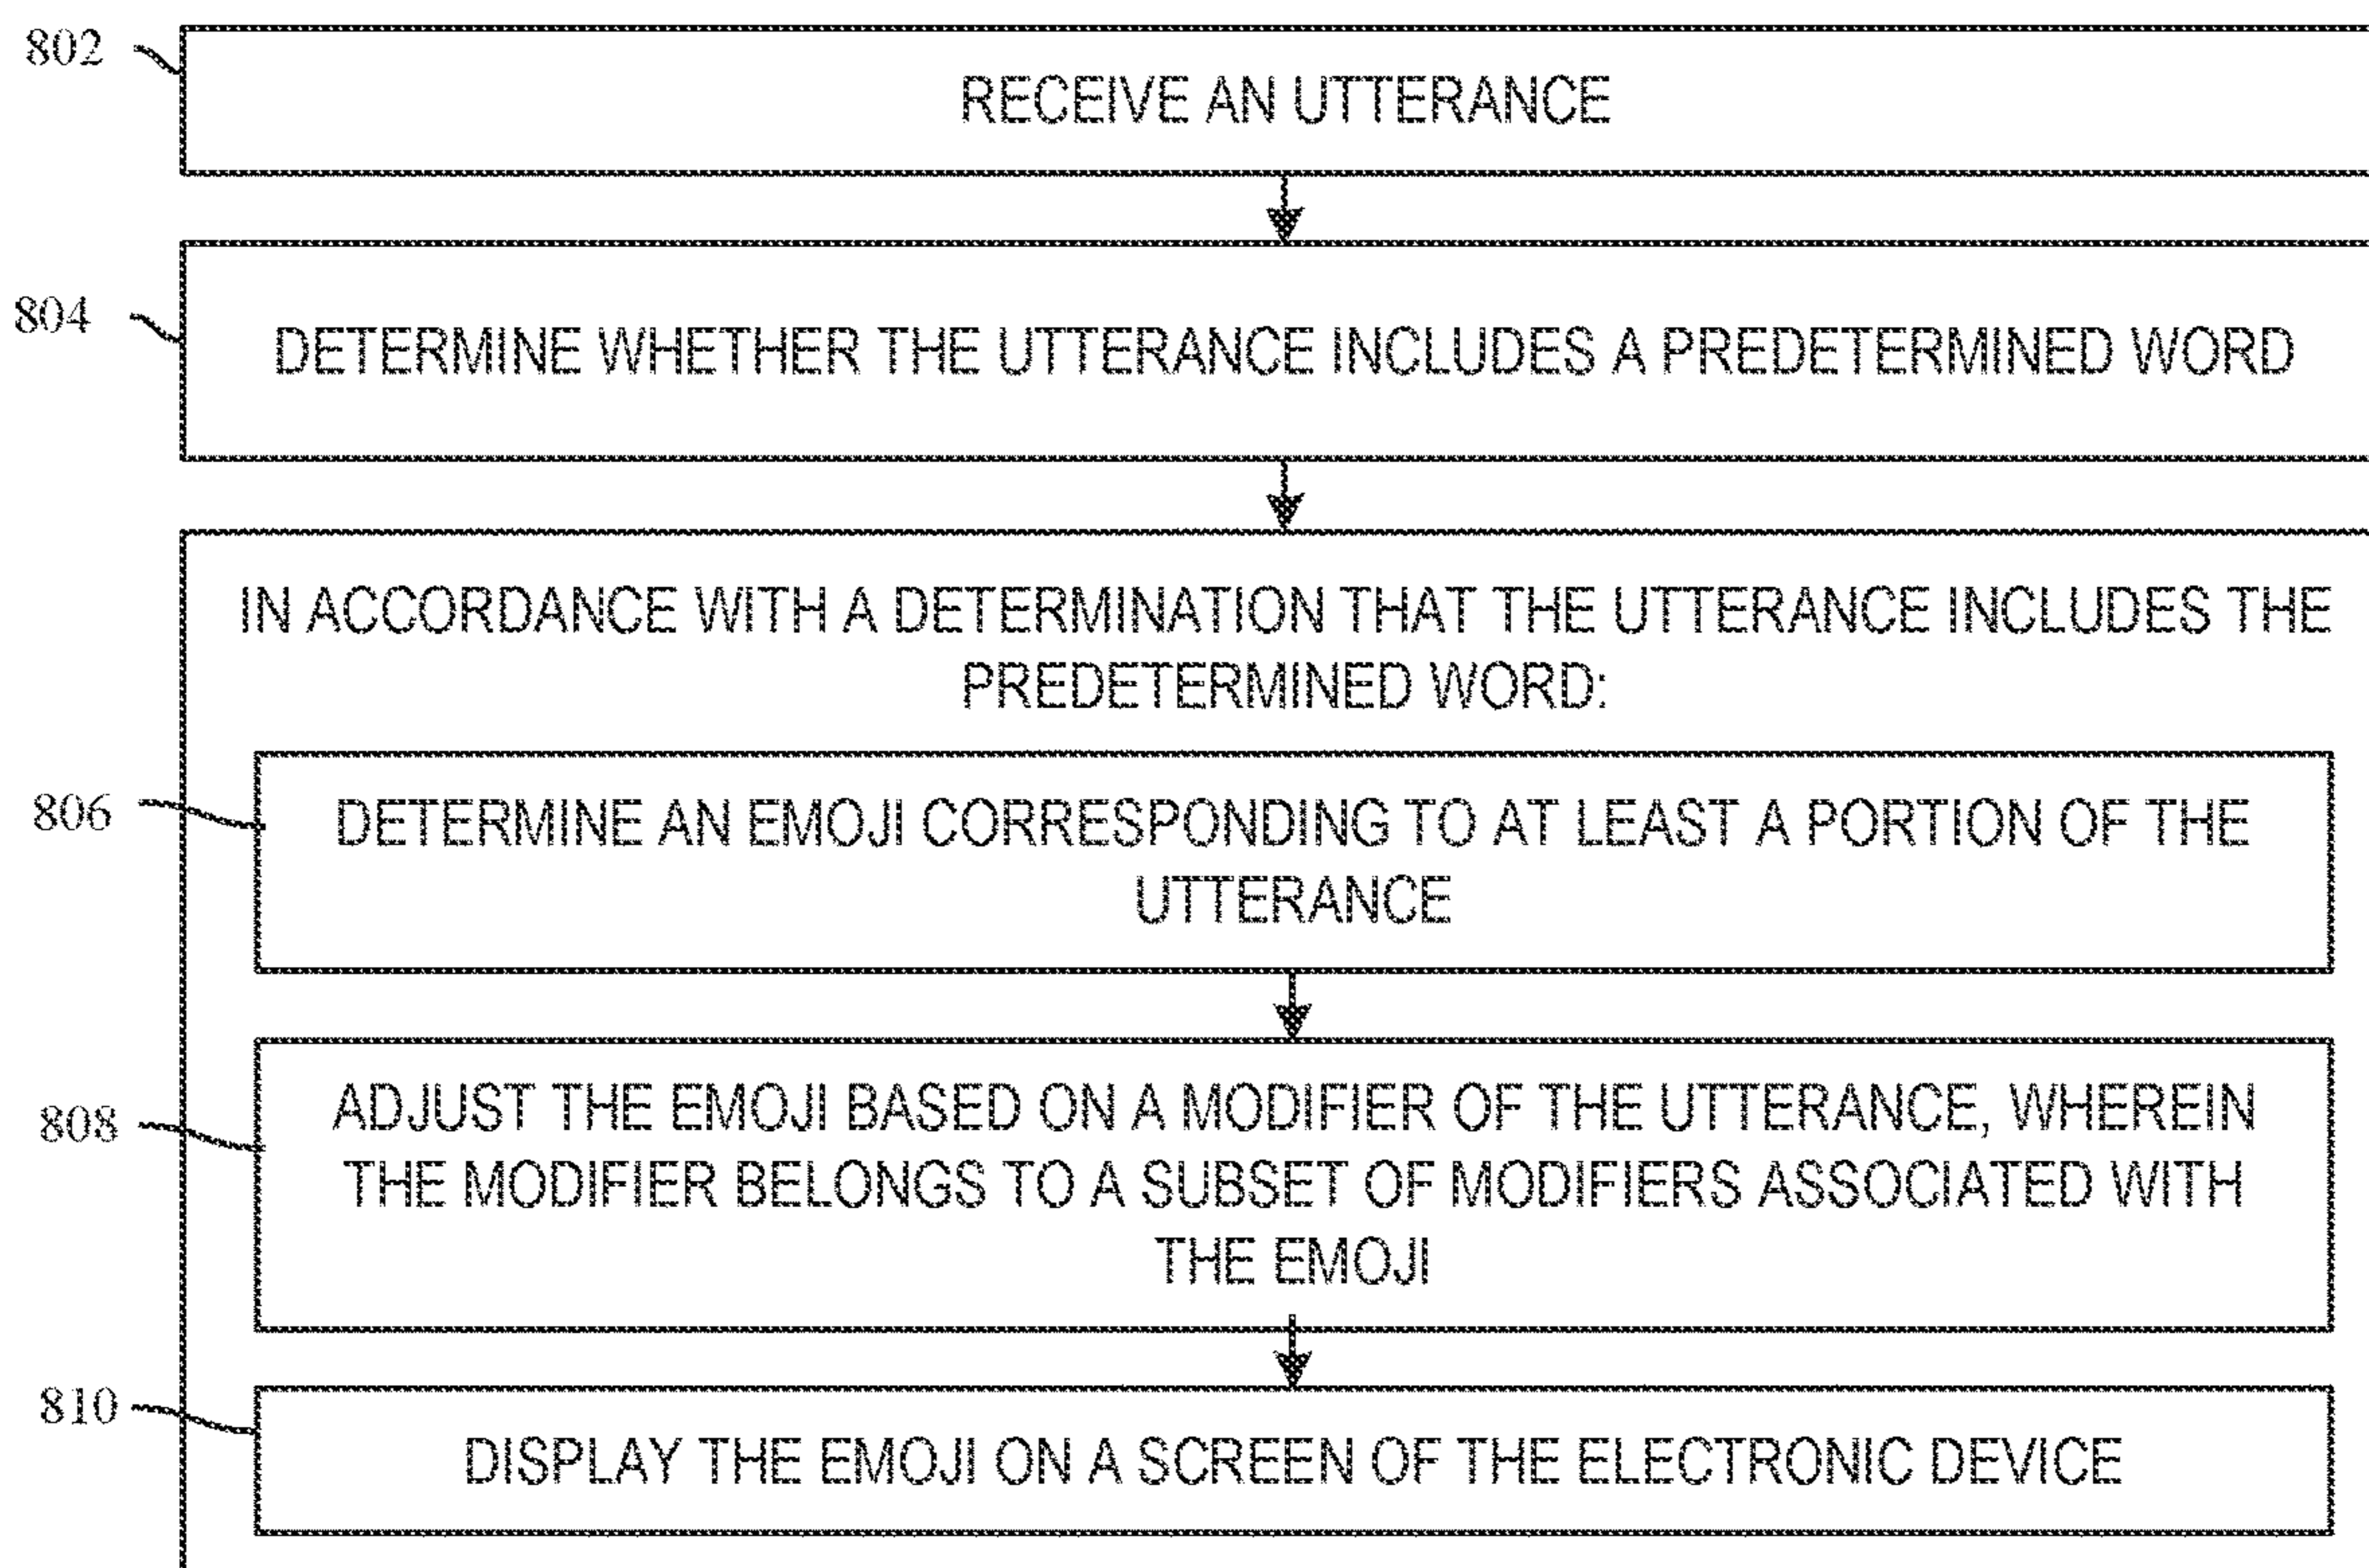 802
RECEIVE AN UTTERANCE
804
DETERMINE WHETHER THE UTTERANCE INCLUDES A PREDETERMINED WORD
IN ACCORDANCE WITH A DETERMINATION THAT THE UTTERANCE INCLUDES THE
PREDETERMINED WORD:
806
DETERMINE AN EMOJI CORRESPONDING TO AT LEAST A PORTION OF THE
UTTERANCE
808
ADJUST THE EMOJI BASED ON A MODIFIER OF THE UTTERANCE, WHEREIN
THE MODIFIER BELONGS TO A SUBSET OF MODIFIERS ASSOCIATED WITH
THE EMOJI
810
DISPLAY THE EMOJI ON A SCREEN OF THE ELECTRONIC DEVICE